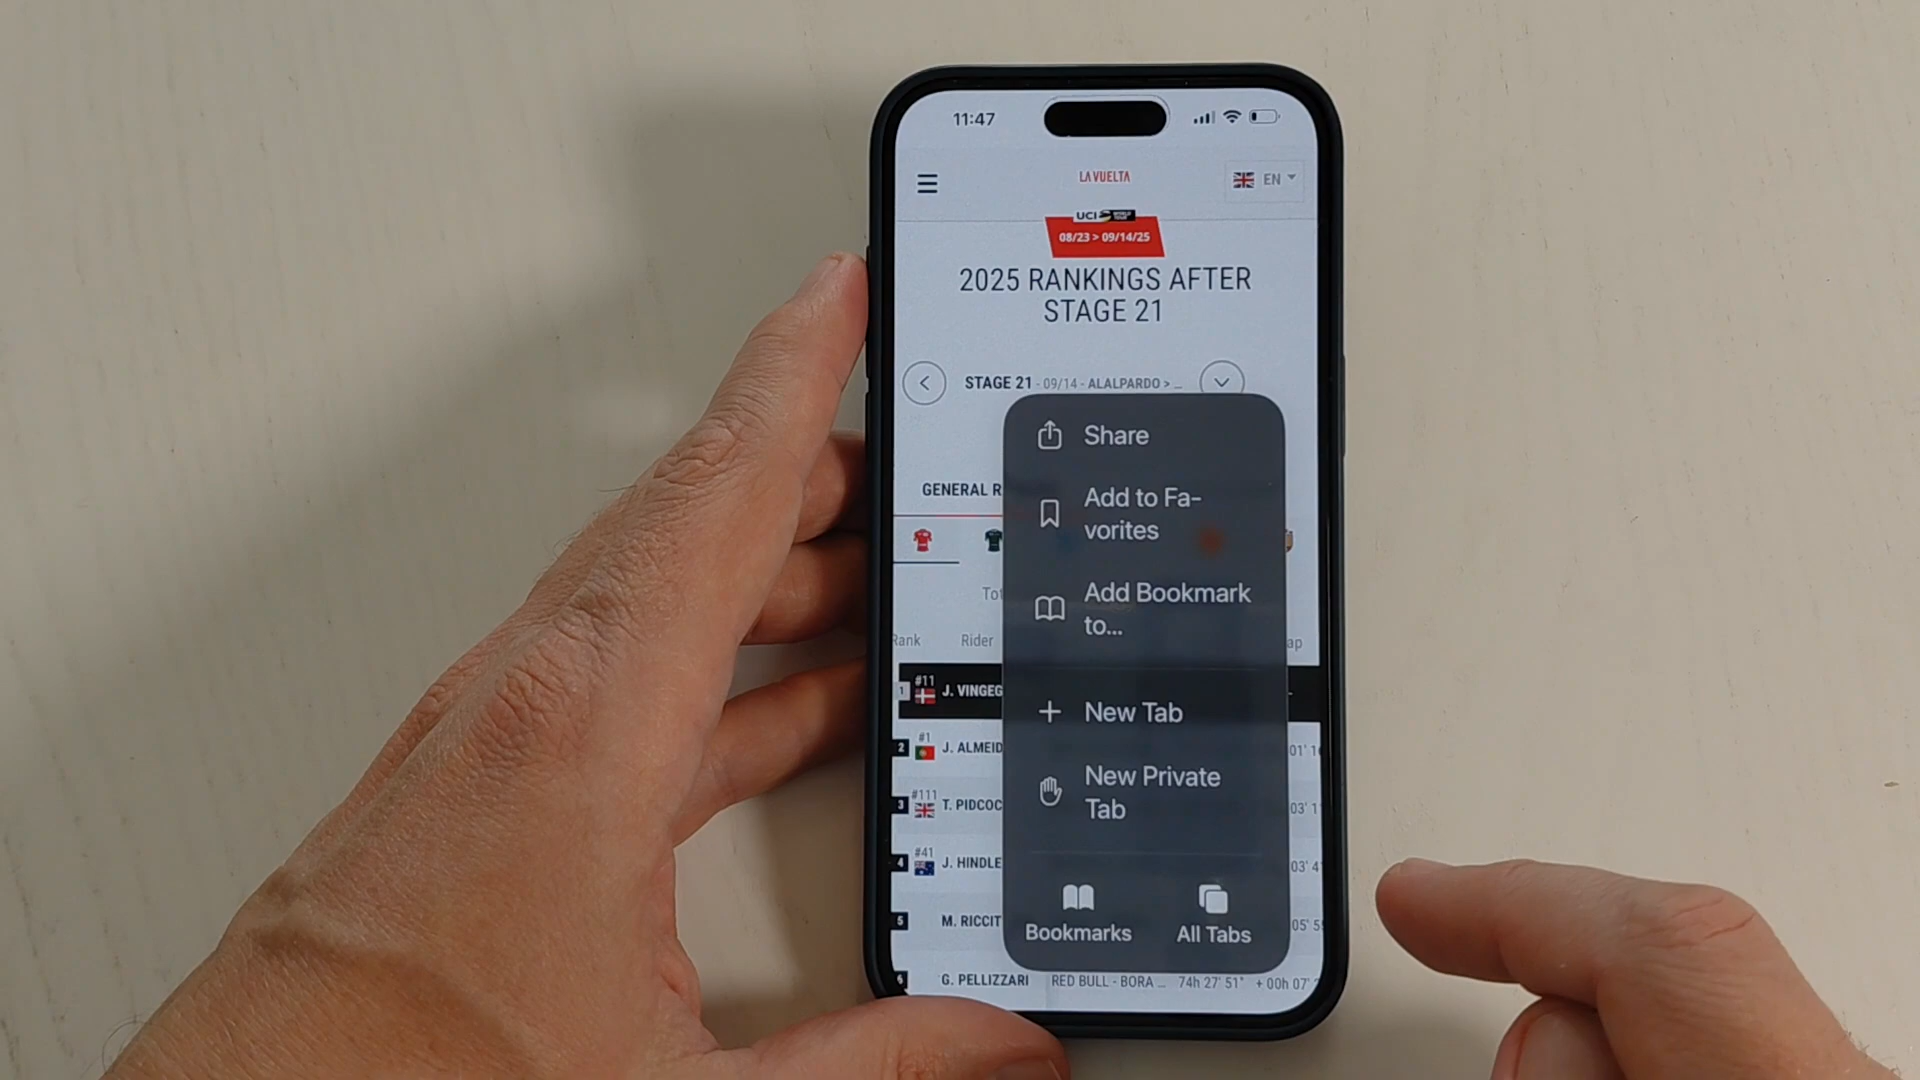 11:47
LA VUELTA
EN
UCI WORLD TOUR
08/23 > 09/14/25
2025 RANKINGS AFTER
STAGE 21
STAGE 21 - 09/14 - ALALPARDO > ...
Share
GENERAL R
Add to Fa-
vorites
Add Bookmark
to...
Rank Rider
1 #11 J. VINGEG
New Tab
2 #1 J. ALMEID
New Private
Tab
3 #111 T. PIDCOC
4 #41 J. HINDLE
5 M. RICCIT
Bookmarks All Tabs
6 G. PELLIZZARI RED BULL - BORA ... 74h 27' 51" + 00h 07'